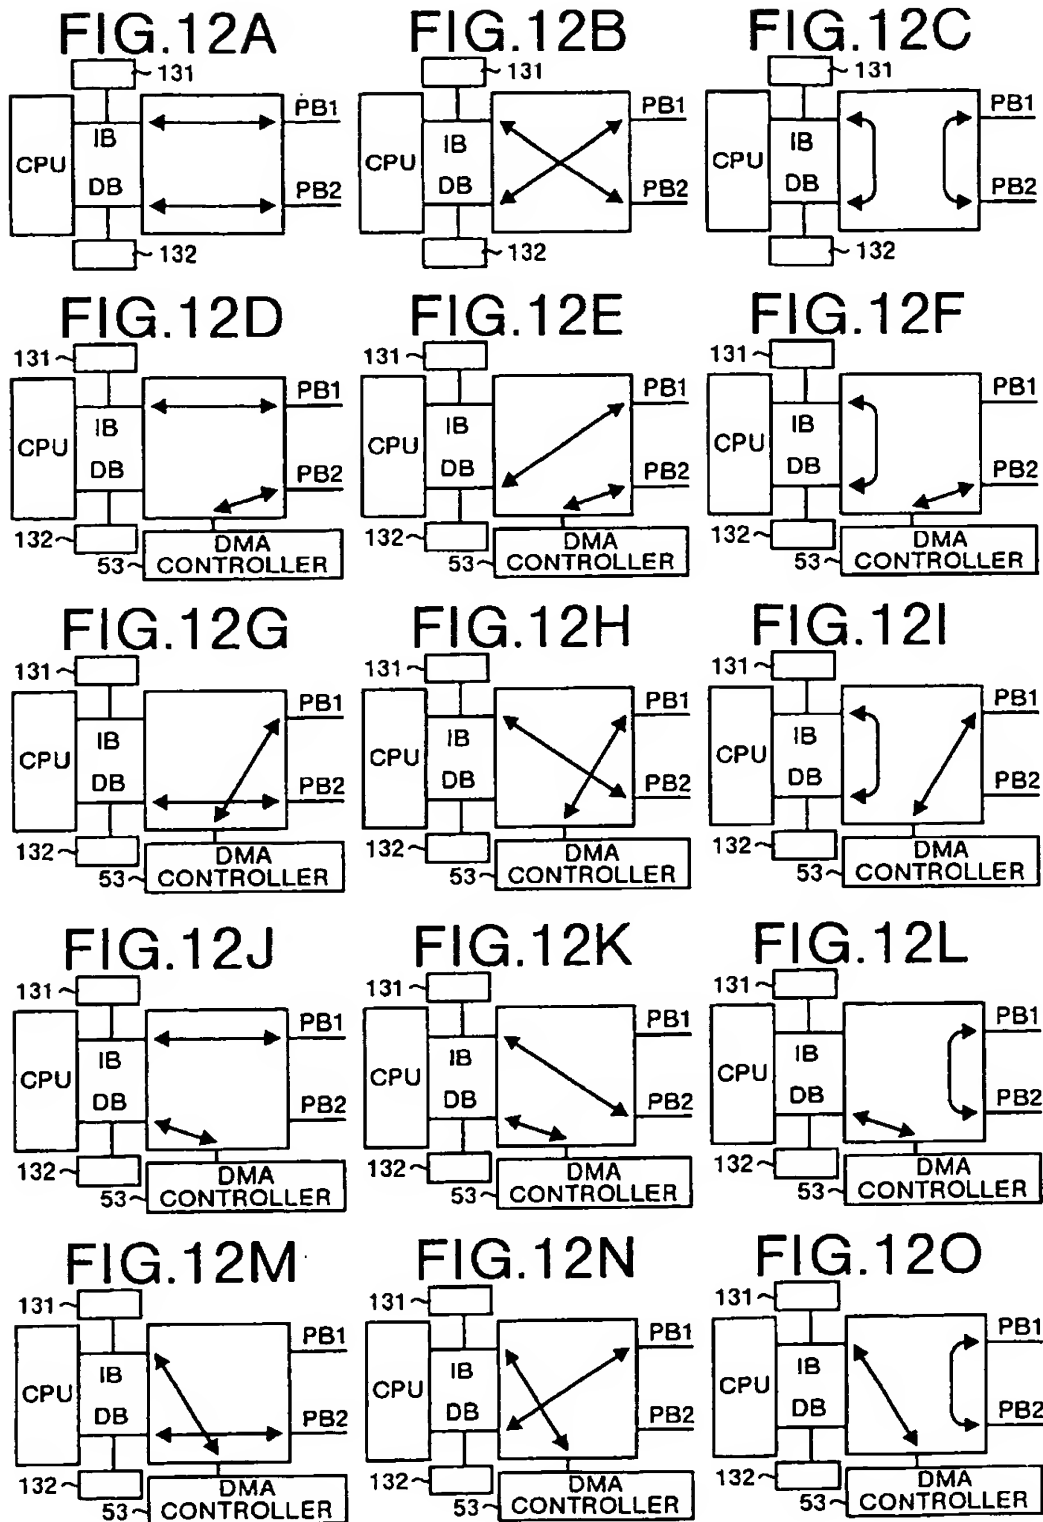 FIG.12A
131
CPU
IB
DB
PB1
PB2
132
FIG.12B
131
CPU
IB
DB
PB1
PB2
132
FIG.12C
131
CPU
IB
DB
PB1
PB2
132
FIG.12D
131
CPU
IB
DB
PB1
PB2
132
53
DMA
CONTROLLER
FIG.12E
131
CPU
IB
DB
PB1
PB2
132
53
DMA
CONTROLLER
FIG.12F
131
CPU
IB
DB
PB1
PB2
132
53
DMA
CONTROLLER
FIG.12G
131
CPU
IB
DB
PB1
PB2
132
53
DMA
CONTROLLER
FIG.12H
131
CPU
IB
DB
PB1
PB2
132
53
DMA
CONTROLLER
FIG.12I
131
CPU
IB
DB
PB1
PB2
132
53
DMA
CONTROLLER
FIG.12J
131
CPU
IB
DB
PB1
PB2
132
53
DMA
CONTROLLER
FIG.12K
131
CPU
IB
DB
PB1
PB2
132
53
DMA
CONTROLLER
FIG.12L
131
CPU
IB
DB
PB1
PB2
132
53
DMA
CONTROLLER
FIG.12M
131
CPU
IB
DB
PB1
PB2
132
53
DMA
CONTROLLER
FIG.12N
131
CPU
IB
DB
PB1
PB2
132
53
DMA
CONTROLLER
FIG.12O
131
CPU
IB
DB
PB1
PB2
132
53
DMA
CONTROLLER